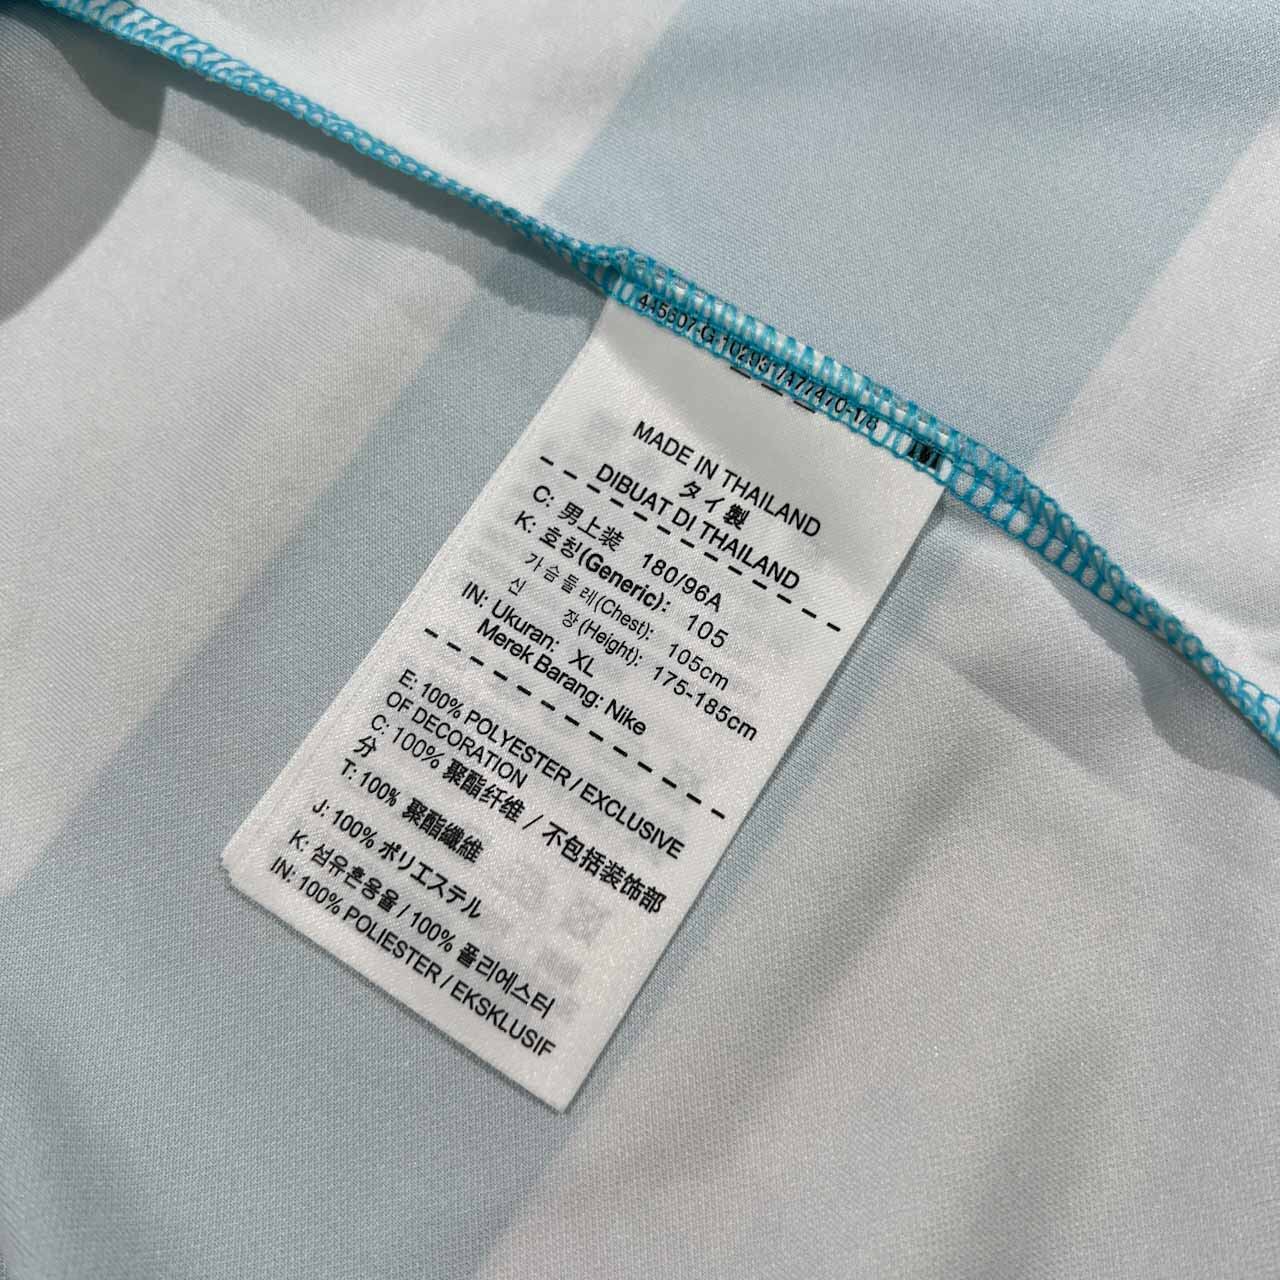 MADE IN THAILAND
タイ製
DIBUAT DI THAILAND
C: 男上装 180/96A
K: 호칭(Generic): 105
가슴둘레(Chest): 105cm
신 장(Height): 175-185cm
IN: Ukuran: XL
Merek Barang: Nike
E: 100% POLYESTER / EXCLUSIVE
OF DECORATION
C: 100% 聚酯纤维 / 不包括装饰部
分
T: 100% 聚酯纖維
J: 100% ポリエステル
K: 섬유혼용율 / 100% 폴리에스터
IN: 100% POLIESTER / EKSKLUSIF